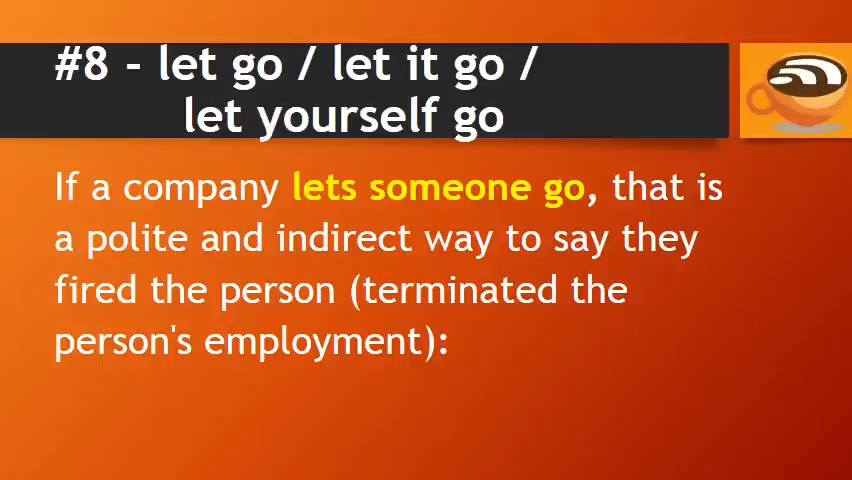 #8 - let go / let it go /
let yourself go
If a company lets someone go, that is
a polite and indirect way to say they
fired the person (terminated the
person's employment):